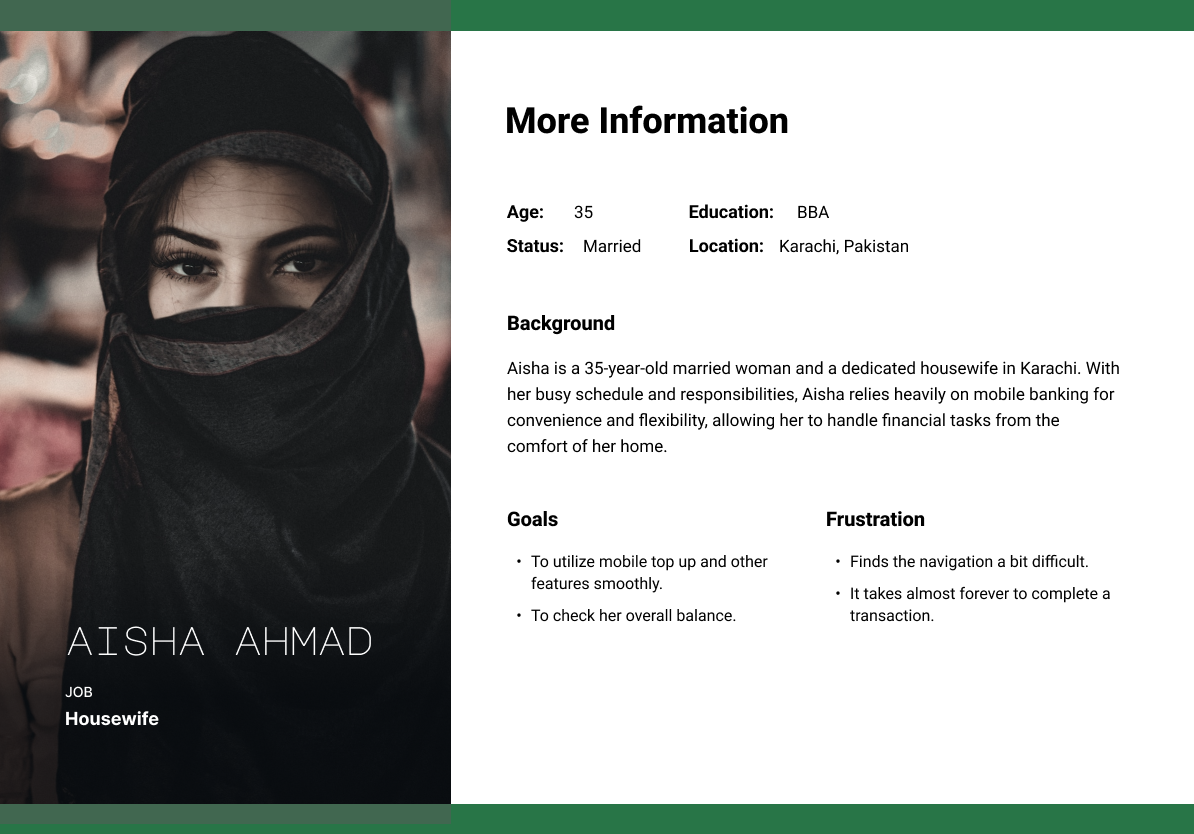 More Information
Age: 35 Education: BBA
Status: Married Location: Karachi, Pakistan
Background
Aisha is a 35-year-old married woman and a dedicated housewife in Karachi. With
her busy schedule and responsibilities, Aisha relies heavily on mobile banking for
convenience and flexibility, allowing her to handle financial tasks from the
comfort of her home.
Goals
• To utilize mobile top up and other
features smoothly.
• To check her overall balance.
Frustration
• Finds the navigation a bit difficult.
• It takes almost forever to complete a
transaction.
AISHA AHMAD
JOB
Housewife